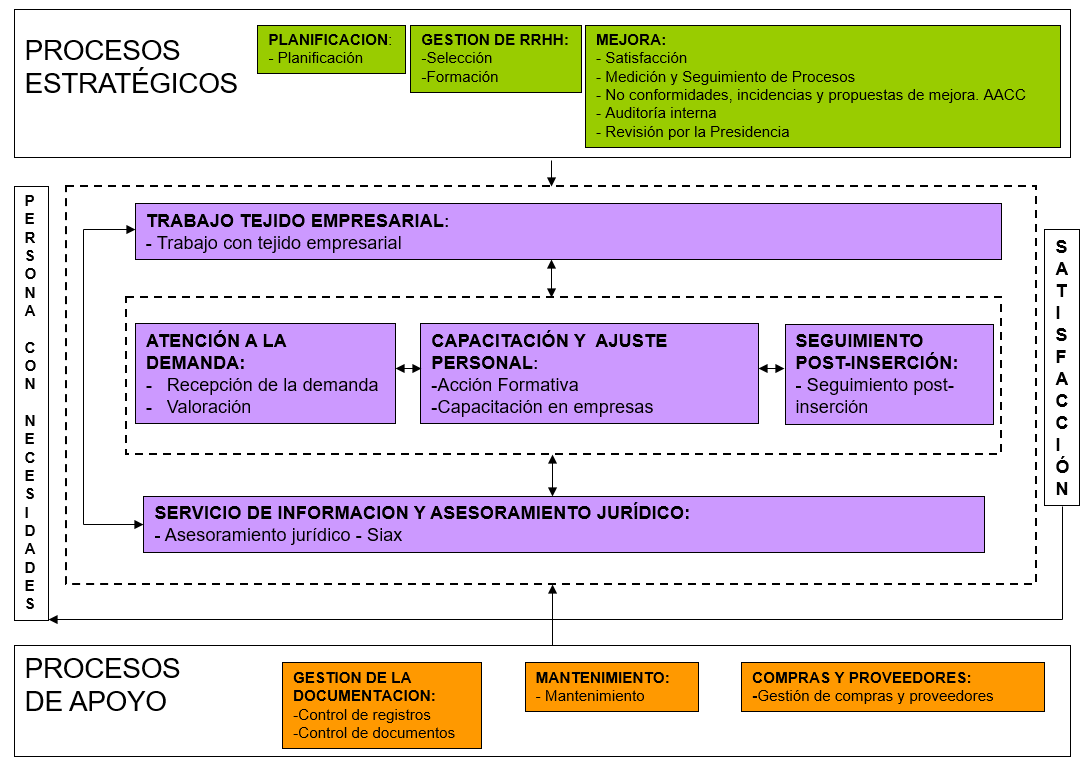 PROCESOS
ESTRATÉGICOS
PLANIFICACION:
- Planificación
GESTION DE RRHH:
-Selección
-Formación
MEJORA:
- Satisfacción
- Medición y Seguimiento de Procesos
- No conformidades, incidencias y propuestas de mejora. AACC
- Auditoría interna
- Revisión por la Presidencia
PERSONA CON NECESIDADES
TRABAJO TEJIDO EMPRESARIAL:
- Trabajo con tejido empresarial
ATENCIÓN A LA
DEMANDA:
- Recepción de la demanda
- Valoración
CAPACITACIÓN Y AJUSTE
PERSONAL:
-Acción Formativa
-Capacitación en empresas
SEGUIMIENTO
POST-INSERCIÓN:
- Seguimiento post-
inserción
SERVICIO DE INFORMACION Y ASESORAMIENTO JURÍDICO:
- Asesoramiento jurídico - Siax
SATISFACCIÓN
PROCESOS
DE APOYO
GESTION DE LA
DOCUMENTACION:
-Control de registros
-Control de documentos
MANTENIMIENTO:
- Mantenimiento
COMPRAS Y PROVEEDORES:
-Gestión de compras y proveedores